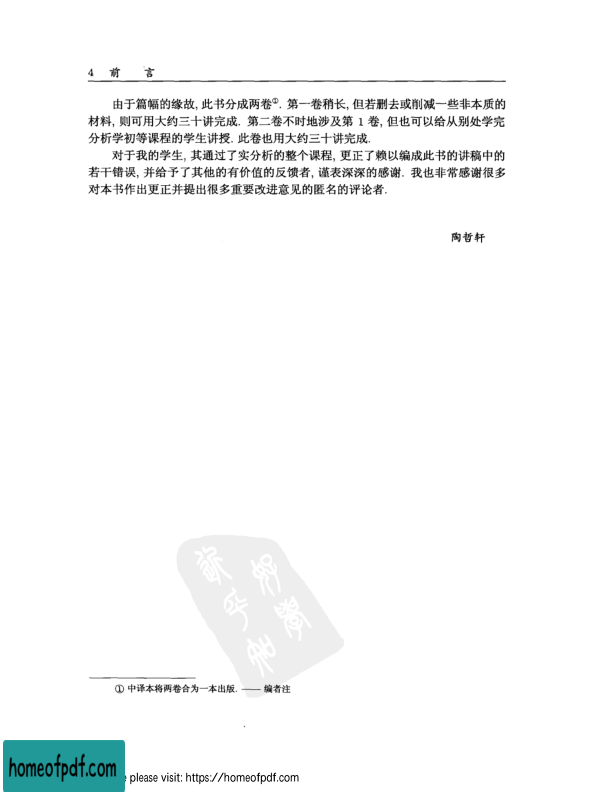 4 前 言
由于篇幅的缘故, 此书分成两卷①. 第一卷稍长, 但若删去或削减一些非本质的
材料, 则可用大约三十讲完成. 第二卷不时地涉及第 1 卷, 但也可以给从别处学完
分析学初等课程的学生讲授. 此卷也用大约三十讲完成.
对于我的学生, 其通过了实分析的整个课程, 更正了赖以编成此书的讲稿中的
若干错误, 并给予了其他的有价值的反馈者, 谨表深深的感谢. 我也非常感谢很多
对本书作出更正并提出很多重要改进意见的匿名的评论者.
陶哲轩
① 中译本将两卷合为一本出版. —— 编者注
homeofpdf.com
please visit: https://homeofpdf.com